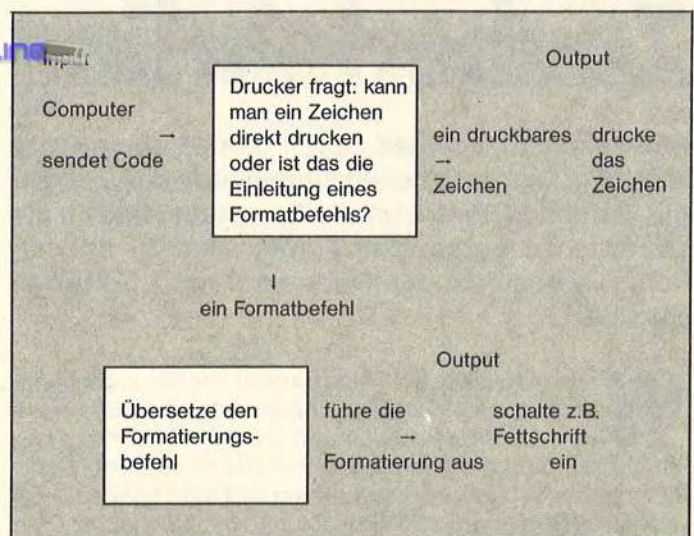 Input
Output
Computer
→
sendet Code
Drucker fragt: kann
man ein Zeichen
direkt drucken
oder ist das die
Einleitung eines
Formatbefehls?
ein druckbares
→
Zeichen
drucke
das
Zeichen
↓
ein Formatbefehl
Output
Übersetze den
Formatierungs-
befehl
führe die
→
Formatierung aus
schalte z.B.
Fettschrift
ein